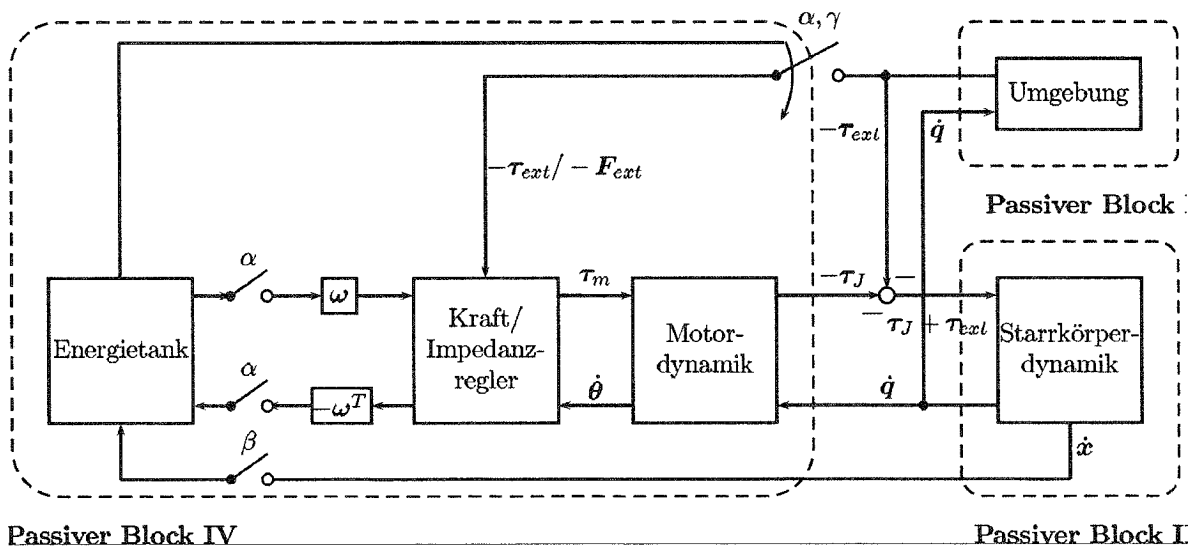 α, γ
Umgebung
−τ_ext
q̇
−τ_ext/ − F_ext
Passiver Block
α
ω
τ_m
−τ_J
−
Energietank
Kraft/
Impedanz-
regler
Motor-
dynamik
−τ_J + τ_ext
Starrkörper-
dynamik
α
−ω^T
θ̇
q̇
β
ẋ
Passiver Block IV
Passiver Block